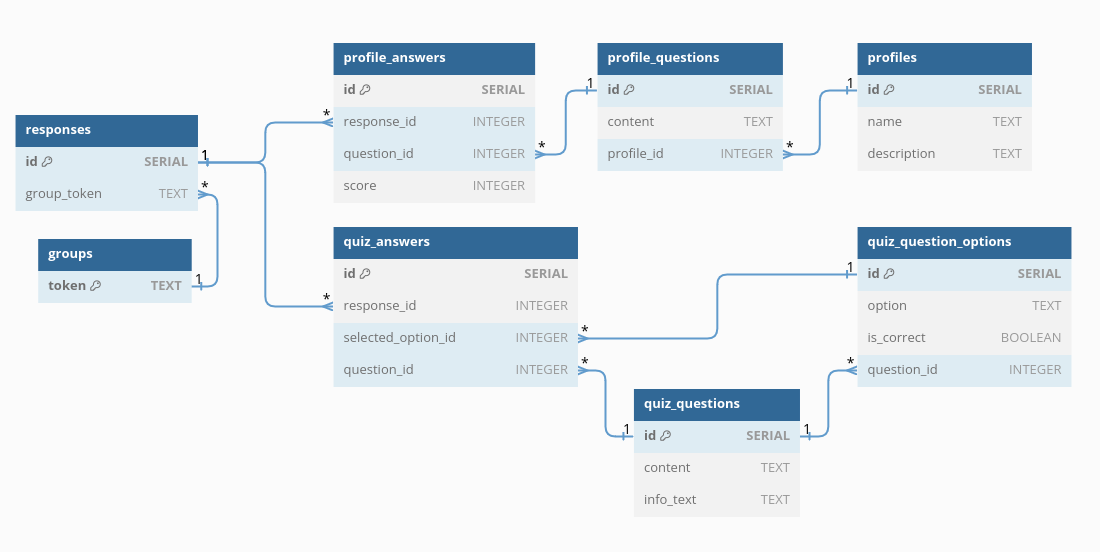 profile_answers
id SERIAL
response_id INTEGER
question_id INTEGER
score INTEGER
profile_questions
id SERIAL
content TEXT
profile_id INTEGER
profiles
id SERIAL
name TEXT
description TEXT
responses
id SERIAL
group_token TEXT
groups
token TEXT
quiz_answers
id SERIAL
response_id INTEGER
selected_option_id INTEGER
question_id INTEGER
quiz_question_options
id SERIAL
option TEXT
is_correct BOOLEAN
question_id INTEGER
quiz_questions
id SERIAL
content TEXT
info_text TEXT
1
*
1
*
*
1
*
1
*
*
1
*
1
1
*